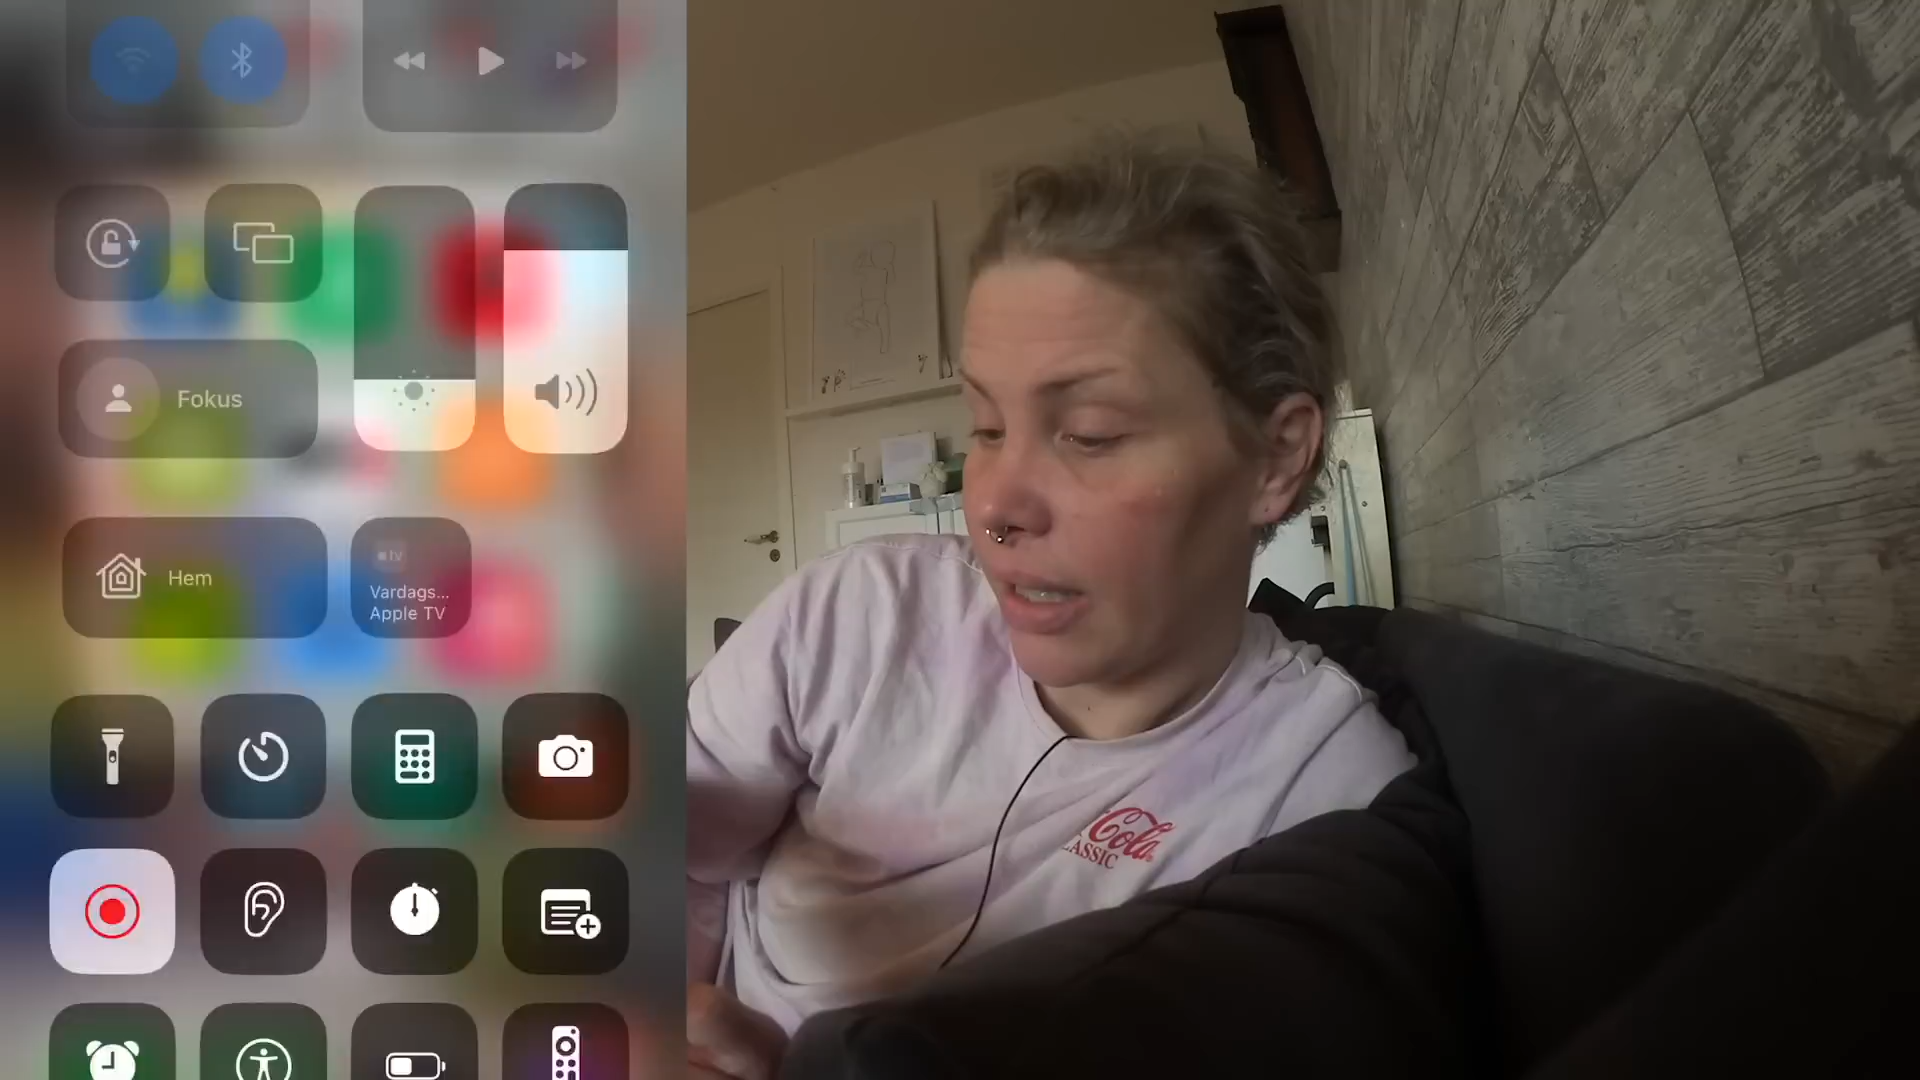 Fokus
Hem
tv
Vardags...
Apple TV
Cola
LASSIC